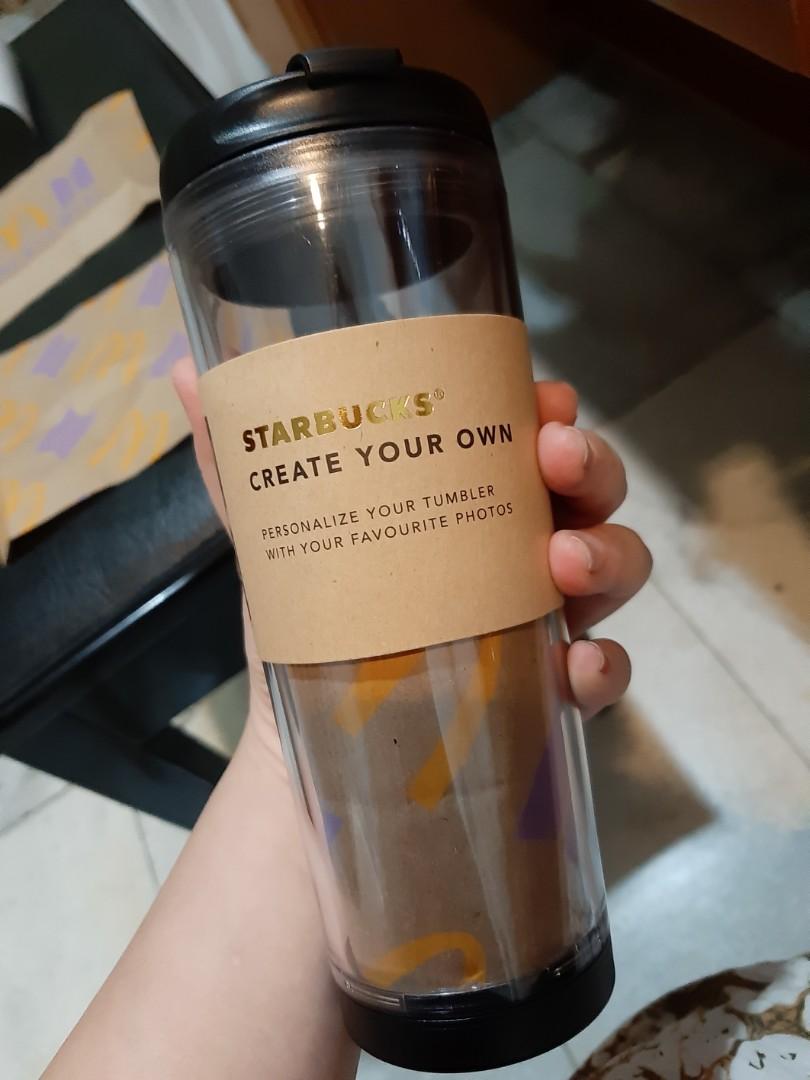 STARBUCKS®
CREATE YOUR OWN
PERSONALIZE YOUR TUMBLER
WITH YOUR FAVOURITE PHOTOS